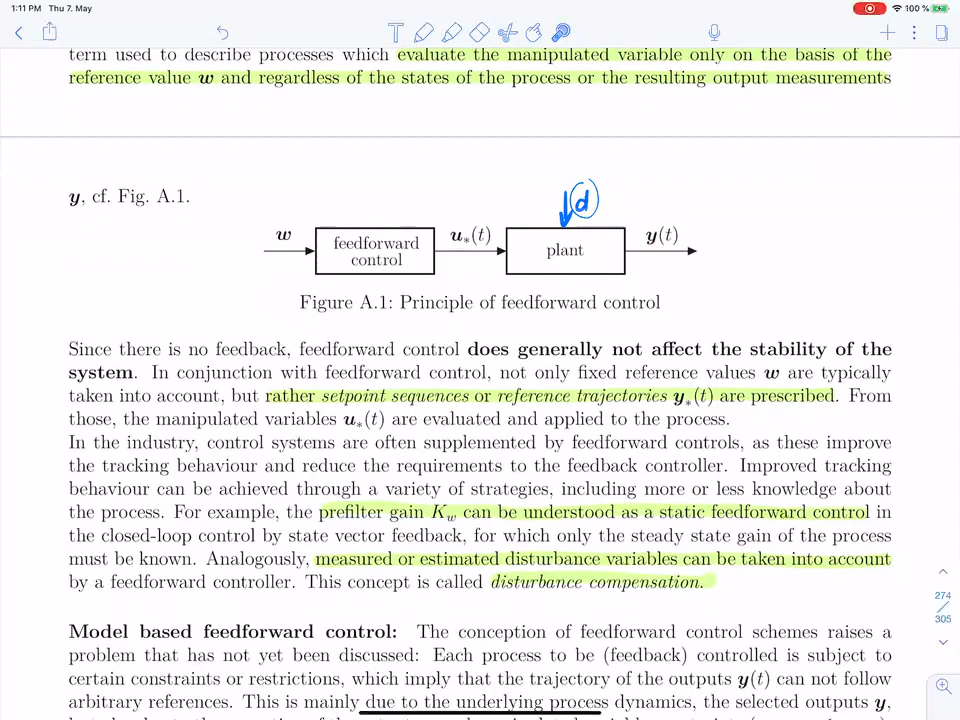 1:11 PM Thu 7. May
100 %
term used to describe processes which evaluate the manipulated variable only on the basis of the
reference value w and regardless of the states of the process or the resulting output measurements
y, cf. Fig. A.1.
d
w
feedforward
control
u*(t)
plant
y(t)
Figure A.1: Principle of feedforward control
Since there is no feedback, feedforward control does generally not affect the stability of the
system. In conjunction with feedforward control, not only fixed reference values w are typically
taken into account, but rather setpoint sequences or reference trajectories y*(t) are prescribed. From
those, the manipulated variables u*(t) are evaluated and applied to the process.
In the industry, control systems are often supplemented by feedforward controls, as these improve
the tracking behaviour and reduce the requirements to the feedback controller. Improved tracking
behaviour can be achieved through a variety of strategies, including more or less knowledge about
the process. For example, the prefilter gain Kw can be understood as a static feedforward control in
the closed-loop control by state vector feedback, for which only the steady state gain of the process
must be known. Analogously, measured or estimated disturbance variables can be taken into account
by a feedforward controller. This concept is called disturbance compensation.
274
305
Model based feedforward control: The conception of feedforward control schemes raises a
problem that has not yet been discussed: Each process to be (feedback) controlled is subject to
certain constraints or restrictions, which imply that the trajectory of the outputs y(t) can not follow
arbitrary references. This is mainly due to the underlying process dynamics, the selected outputs y,